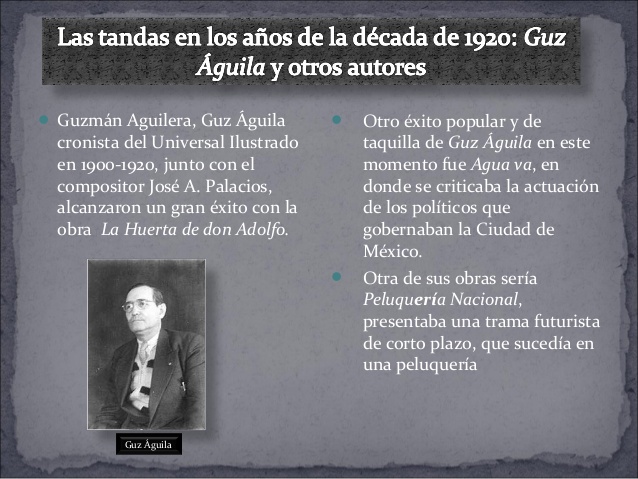 Las tandas en los años de la década de 1920: Guz
Águila y otros autores
Guzmán Aguilera, Guz Águila
cronista del Universal Ilustrado
en 1900-1920, junto con el
compositor José A. Palacios,
alcanzaron un gran éxito con la
obra La Huerta de don Adolfo.
Guz Águila
Otro éxito popular y de
taquilla de Guz Águila en este
momento fue Agua va, en
donde se criticaba la actuación
de los políticos que
gobernaban la Ciudad de
México.
Otra de sus obras sería
Peluquería Nacional,
presentaba una trama futurista
de corto plazo, que sucedía en
una peluquería